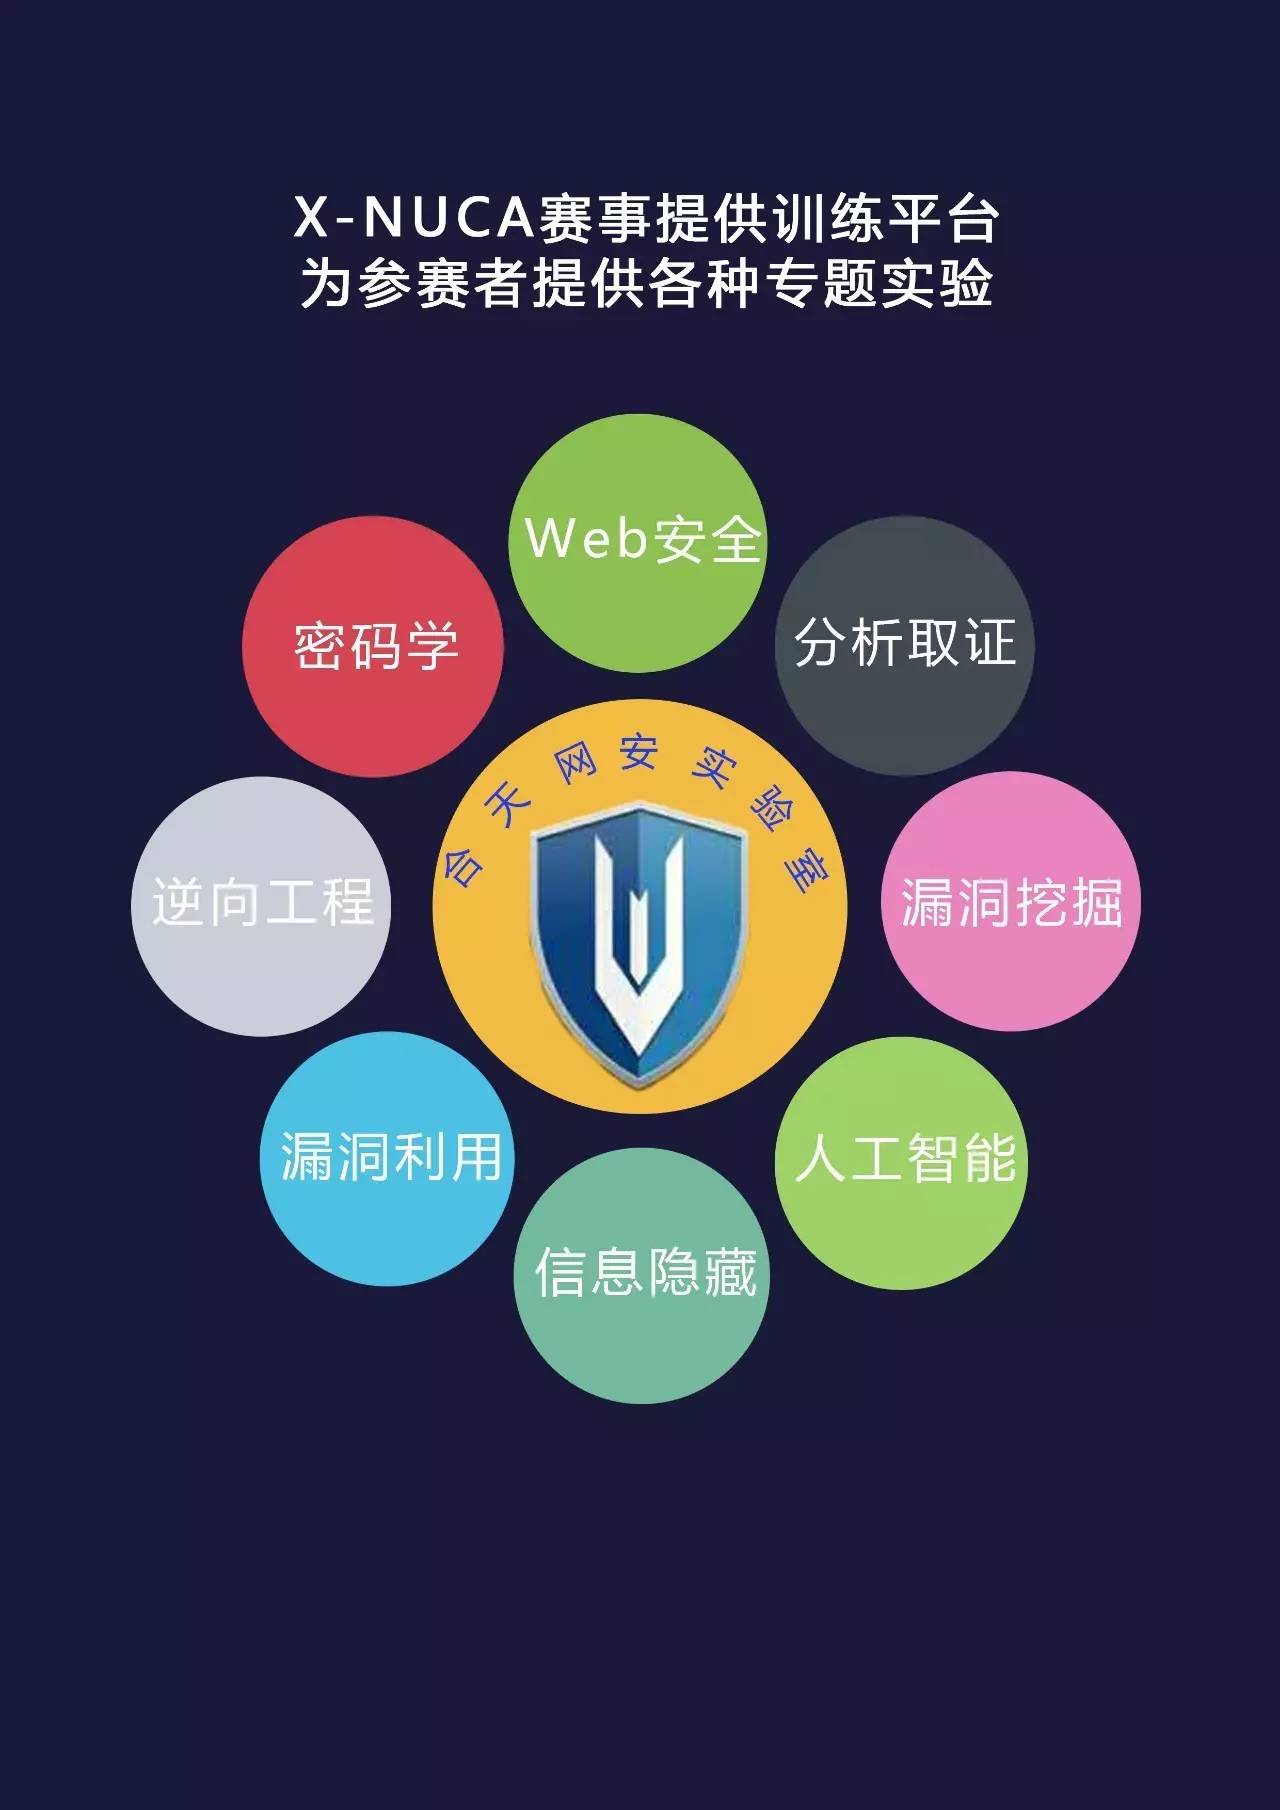 X-NUCA赛事提供训练平台
为参赛者提供各种专题实验
Web安全
密码学
分析取证
合天网安实验室
逆向工程
漏洞挖掘
漏洞利用
人工智能
信息隐藏